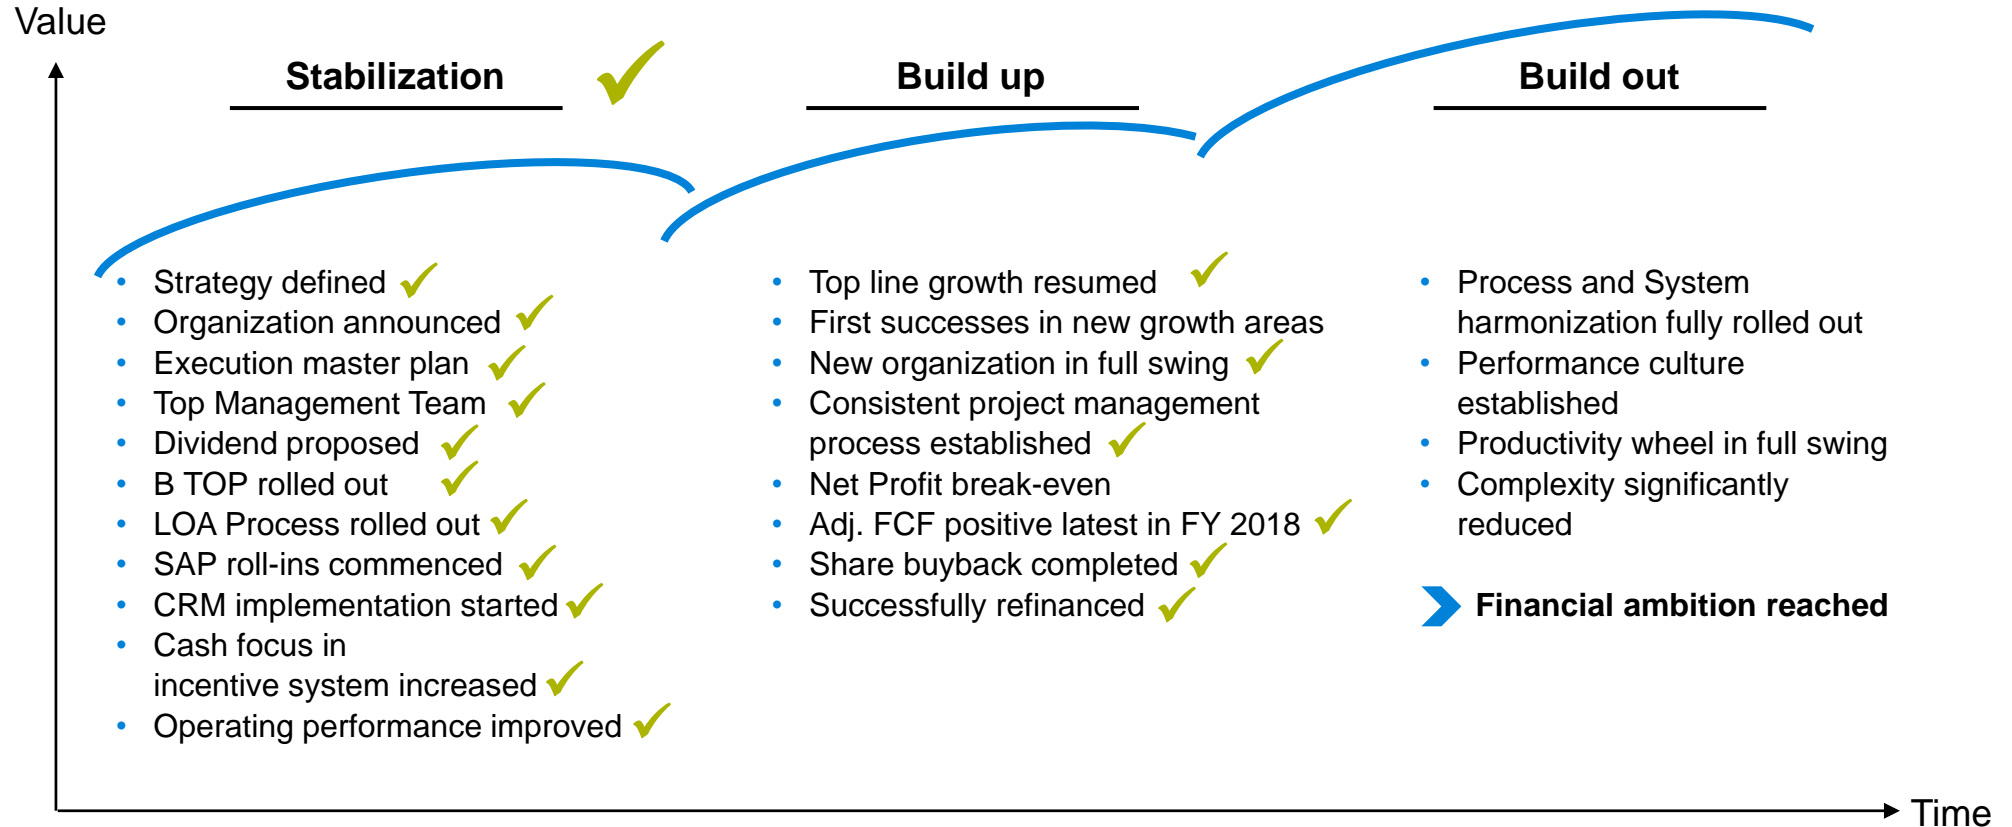 Value
Stabilization
Build up
Build out
Strategy defined
Organization announced
Execution master plan
Top Management Team
Dividend proposed
B TOP rolled out
LOA Process rolled out
SAP roll-ins commenced
CRM implementation started
Cash focus in
incentive system increased
Operating performance improved
Top line growth resumed
First successes in new growth areas
New organization in full swing
Consistent project management
process established
Net Profit break-even
Adj. FCF positive latest in FY 2018
Share buyback completed
Successfully refinanced
Process and System
harmonization fully rolled out
Performance culture
established
Productivity wheel in full swing
Complexity significantly
reduced
Financial ambition reached
Time